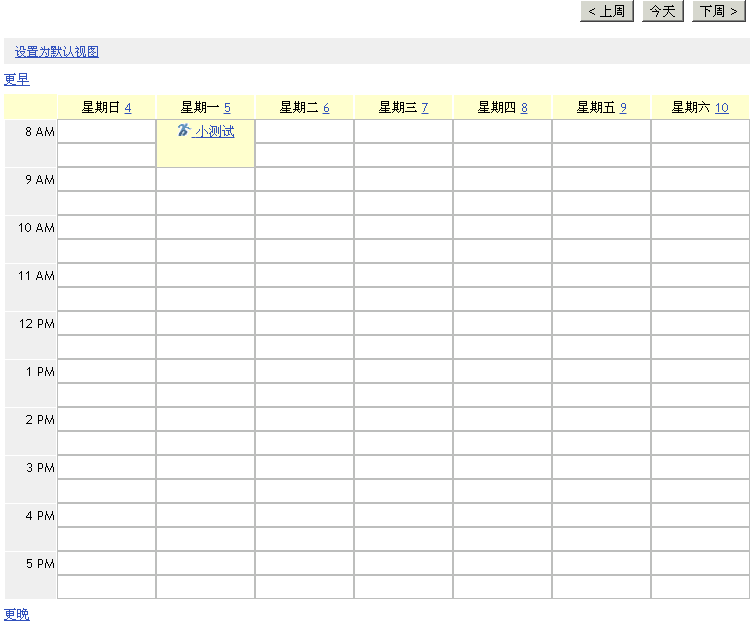 < 上周 今天 下周 >
设置为默认视图
更早
星期日 4 星期一 5 星期二 6 星期三 7 星期四 8 星期五 9 星期六 10
8 AM 小测试
9 AM
10 AM
11 AM
12 PM
1 PM
2 PM
3 PM
4 PM
5 PM
更晚